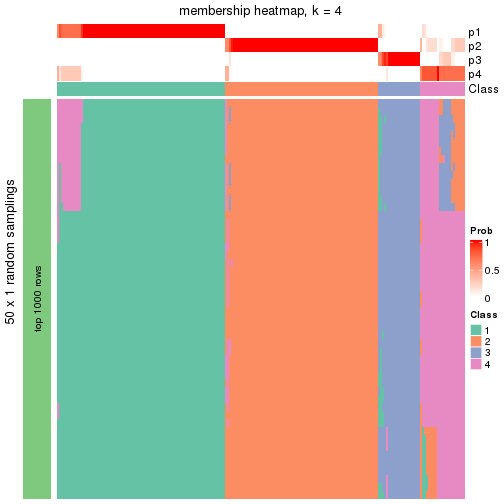 membership heatmap, k = 4
p1
p2
p3
p4
Class
50 x 1 random samplings
top 1000 rows
Prob
1
0.5
0
Class
1
2
3
4